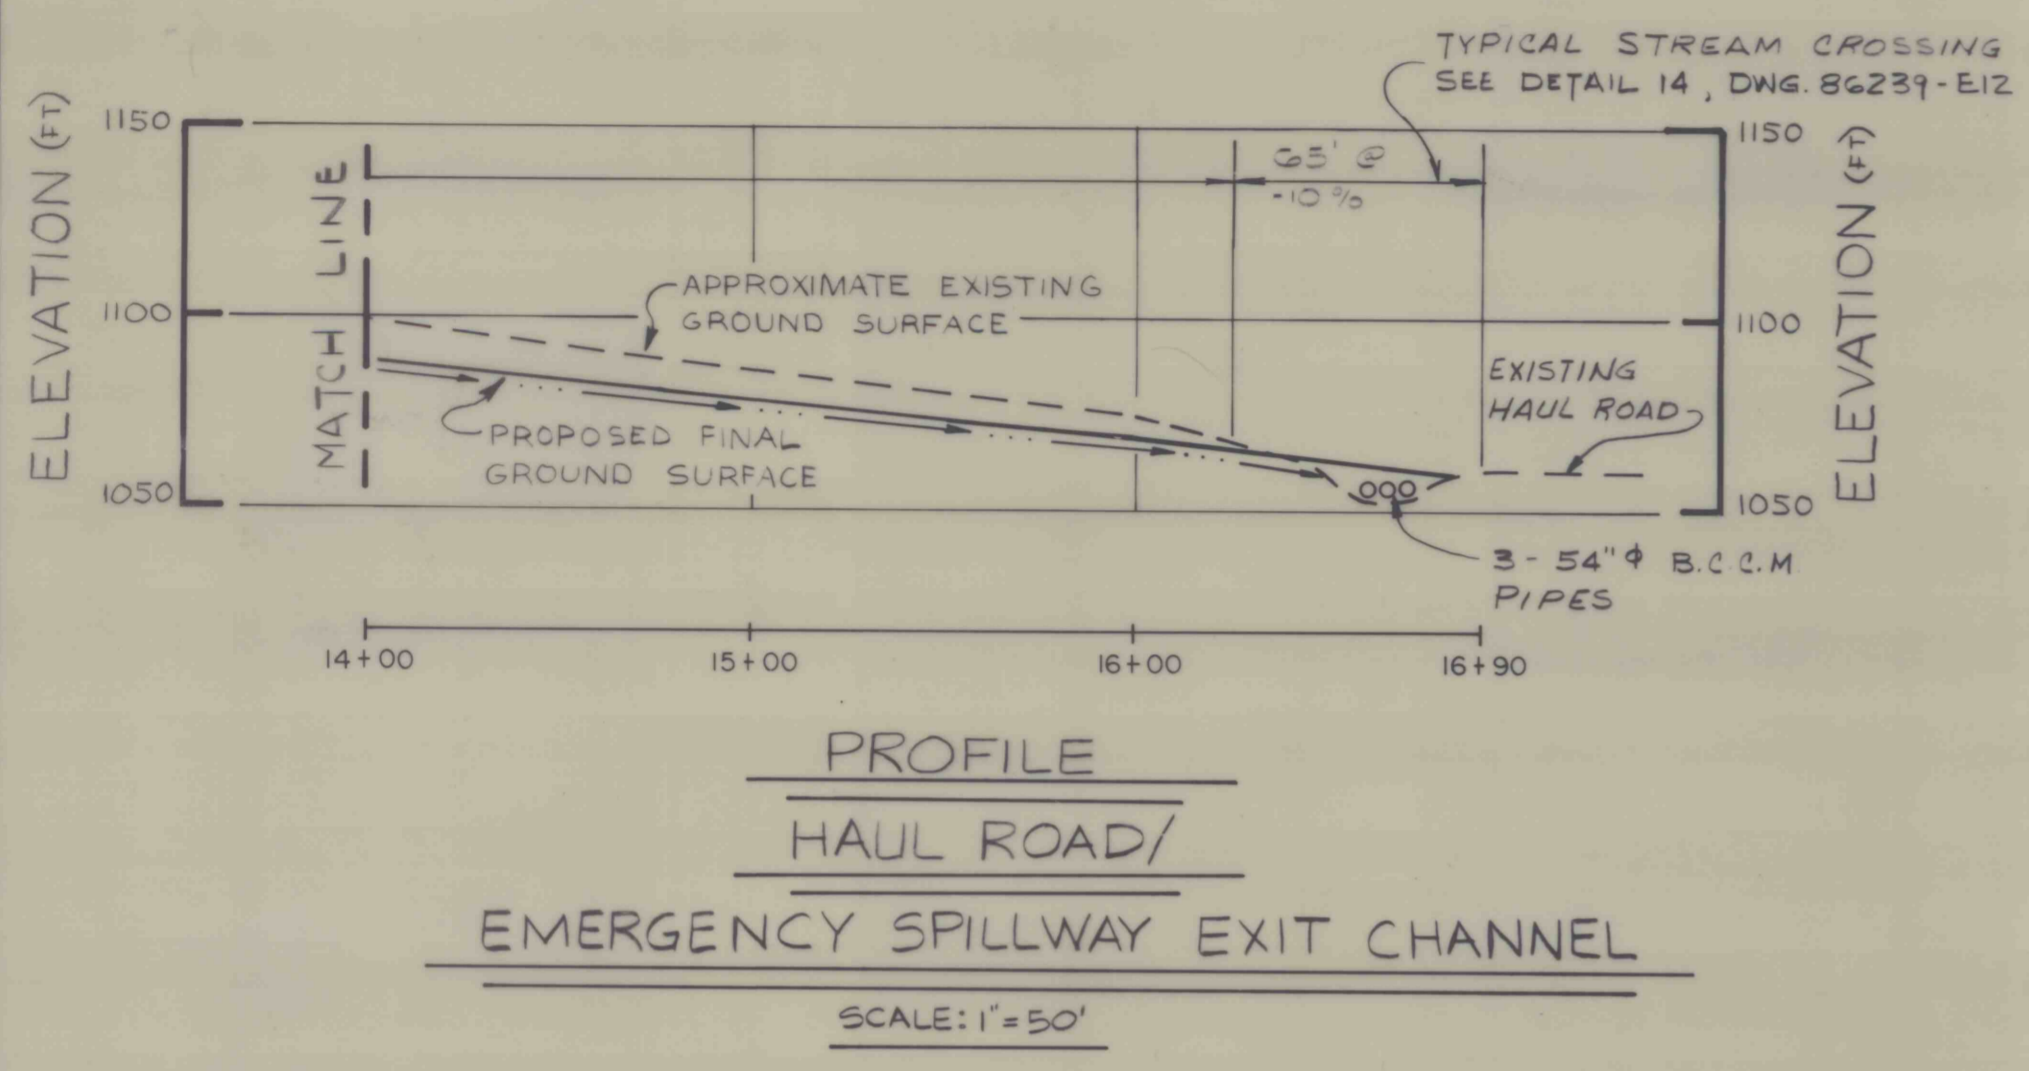 TYPICAL STREAM CROSSING
SEE DETAIL 14, DWG. 86239-E12
ELEVATION (FT)
1150
1100
1050
MATCH LINE
65' @
-10%
APPROXIMATE EXISTING
GROUND SURFACE
PROPOSED FINAL
GROUND SURFACE
EXISTING
HAUL ROAD
1150
1100
1050
ELEVATION (FT)
3 - 54" φ B.C.C.M.
PIPES
14+00
15+00
16+00
16+90
PROFILE
HAUL ROAD/
EMERGENCY SPILLWAY EXIT CHANNEL
SCALE: 1"=50'